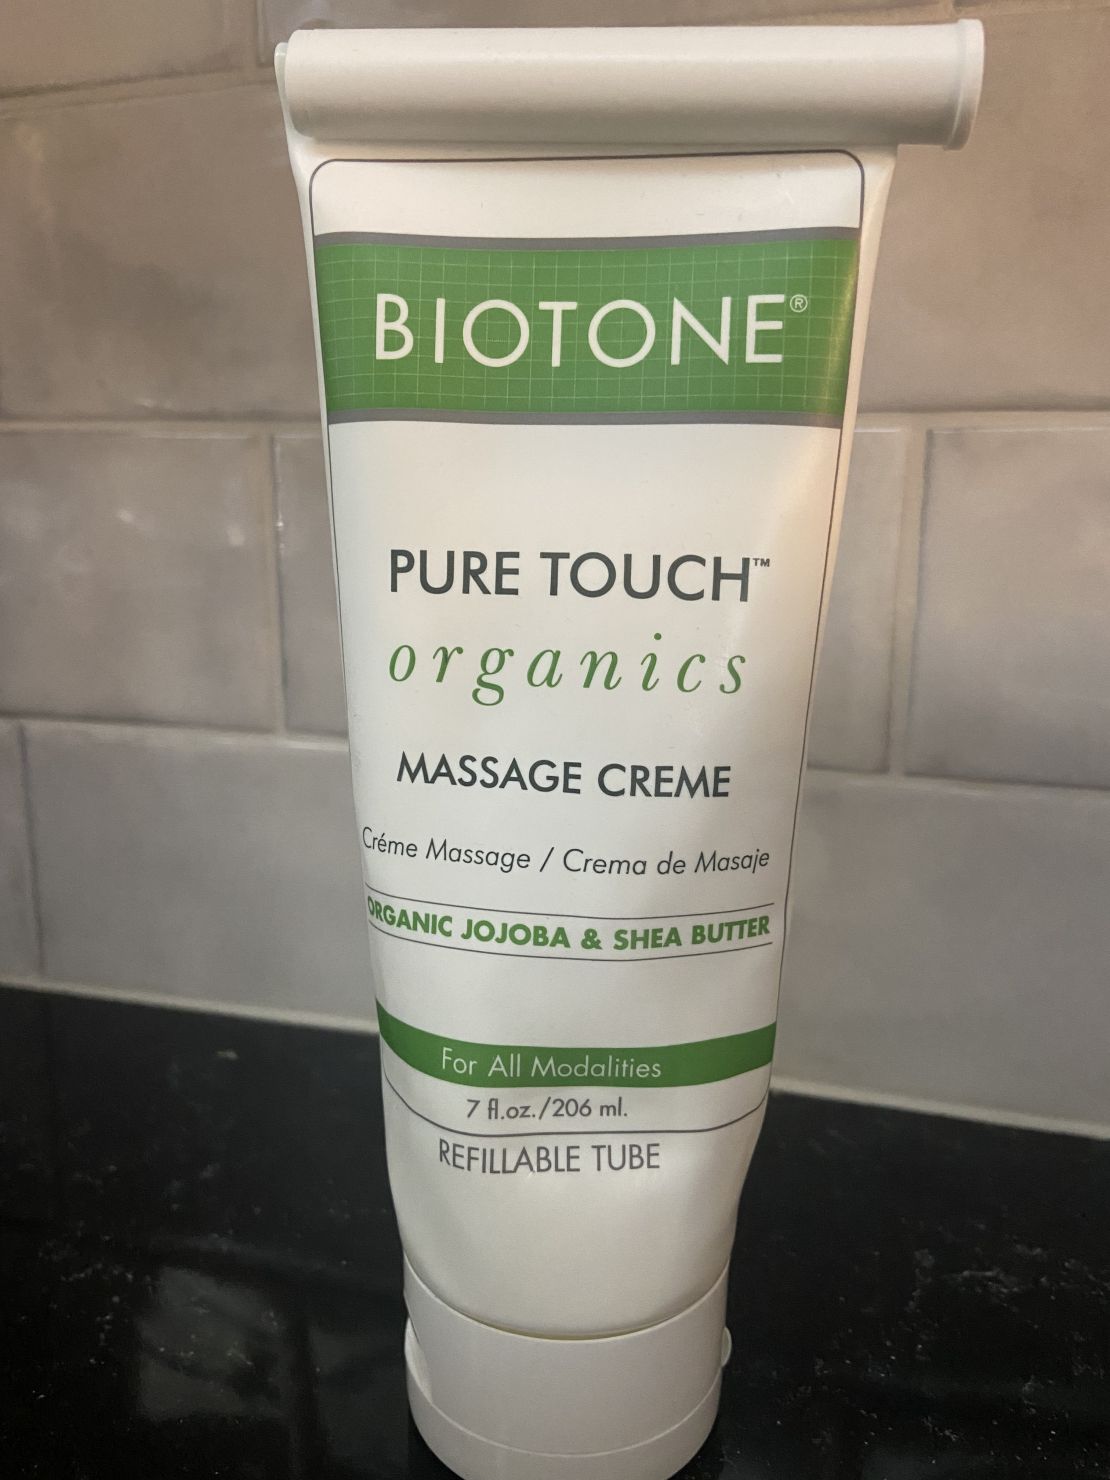 BIOTONE®
PURE TOUCH™
organics
MASSAGE CREME
Créme Massage / Crema de Masaje
ORGANIC JOJOBA & SHEA BUTTER
For All Modalities
7 fl.oz./206 ml.
REFILLABLE TUBE